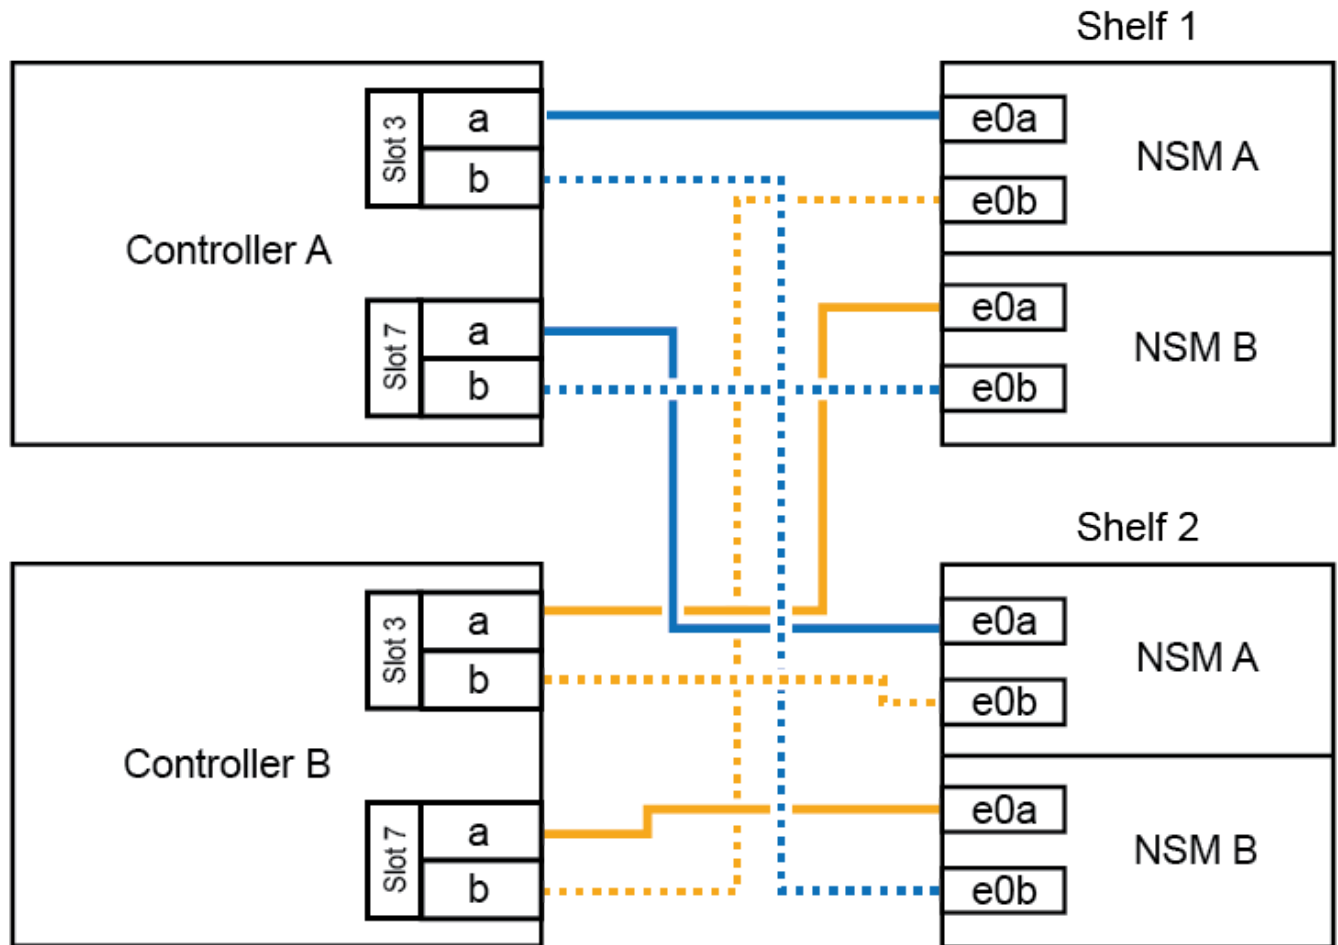 Shelf 1
Controller A
Slot 3
a
b
Slot 7
a
b
e0a
e0b
NSM A
e0a
e0b
NSM B
Shelf 2
Controller B
Slot 3
a
b
Slot 7
a
b
e0a
e0b
NSM A
e0a
e0b
NSM B